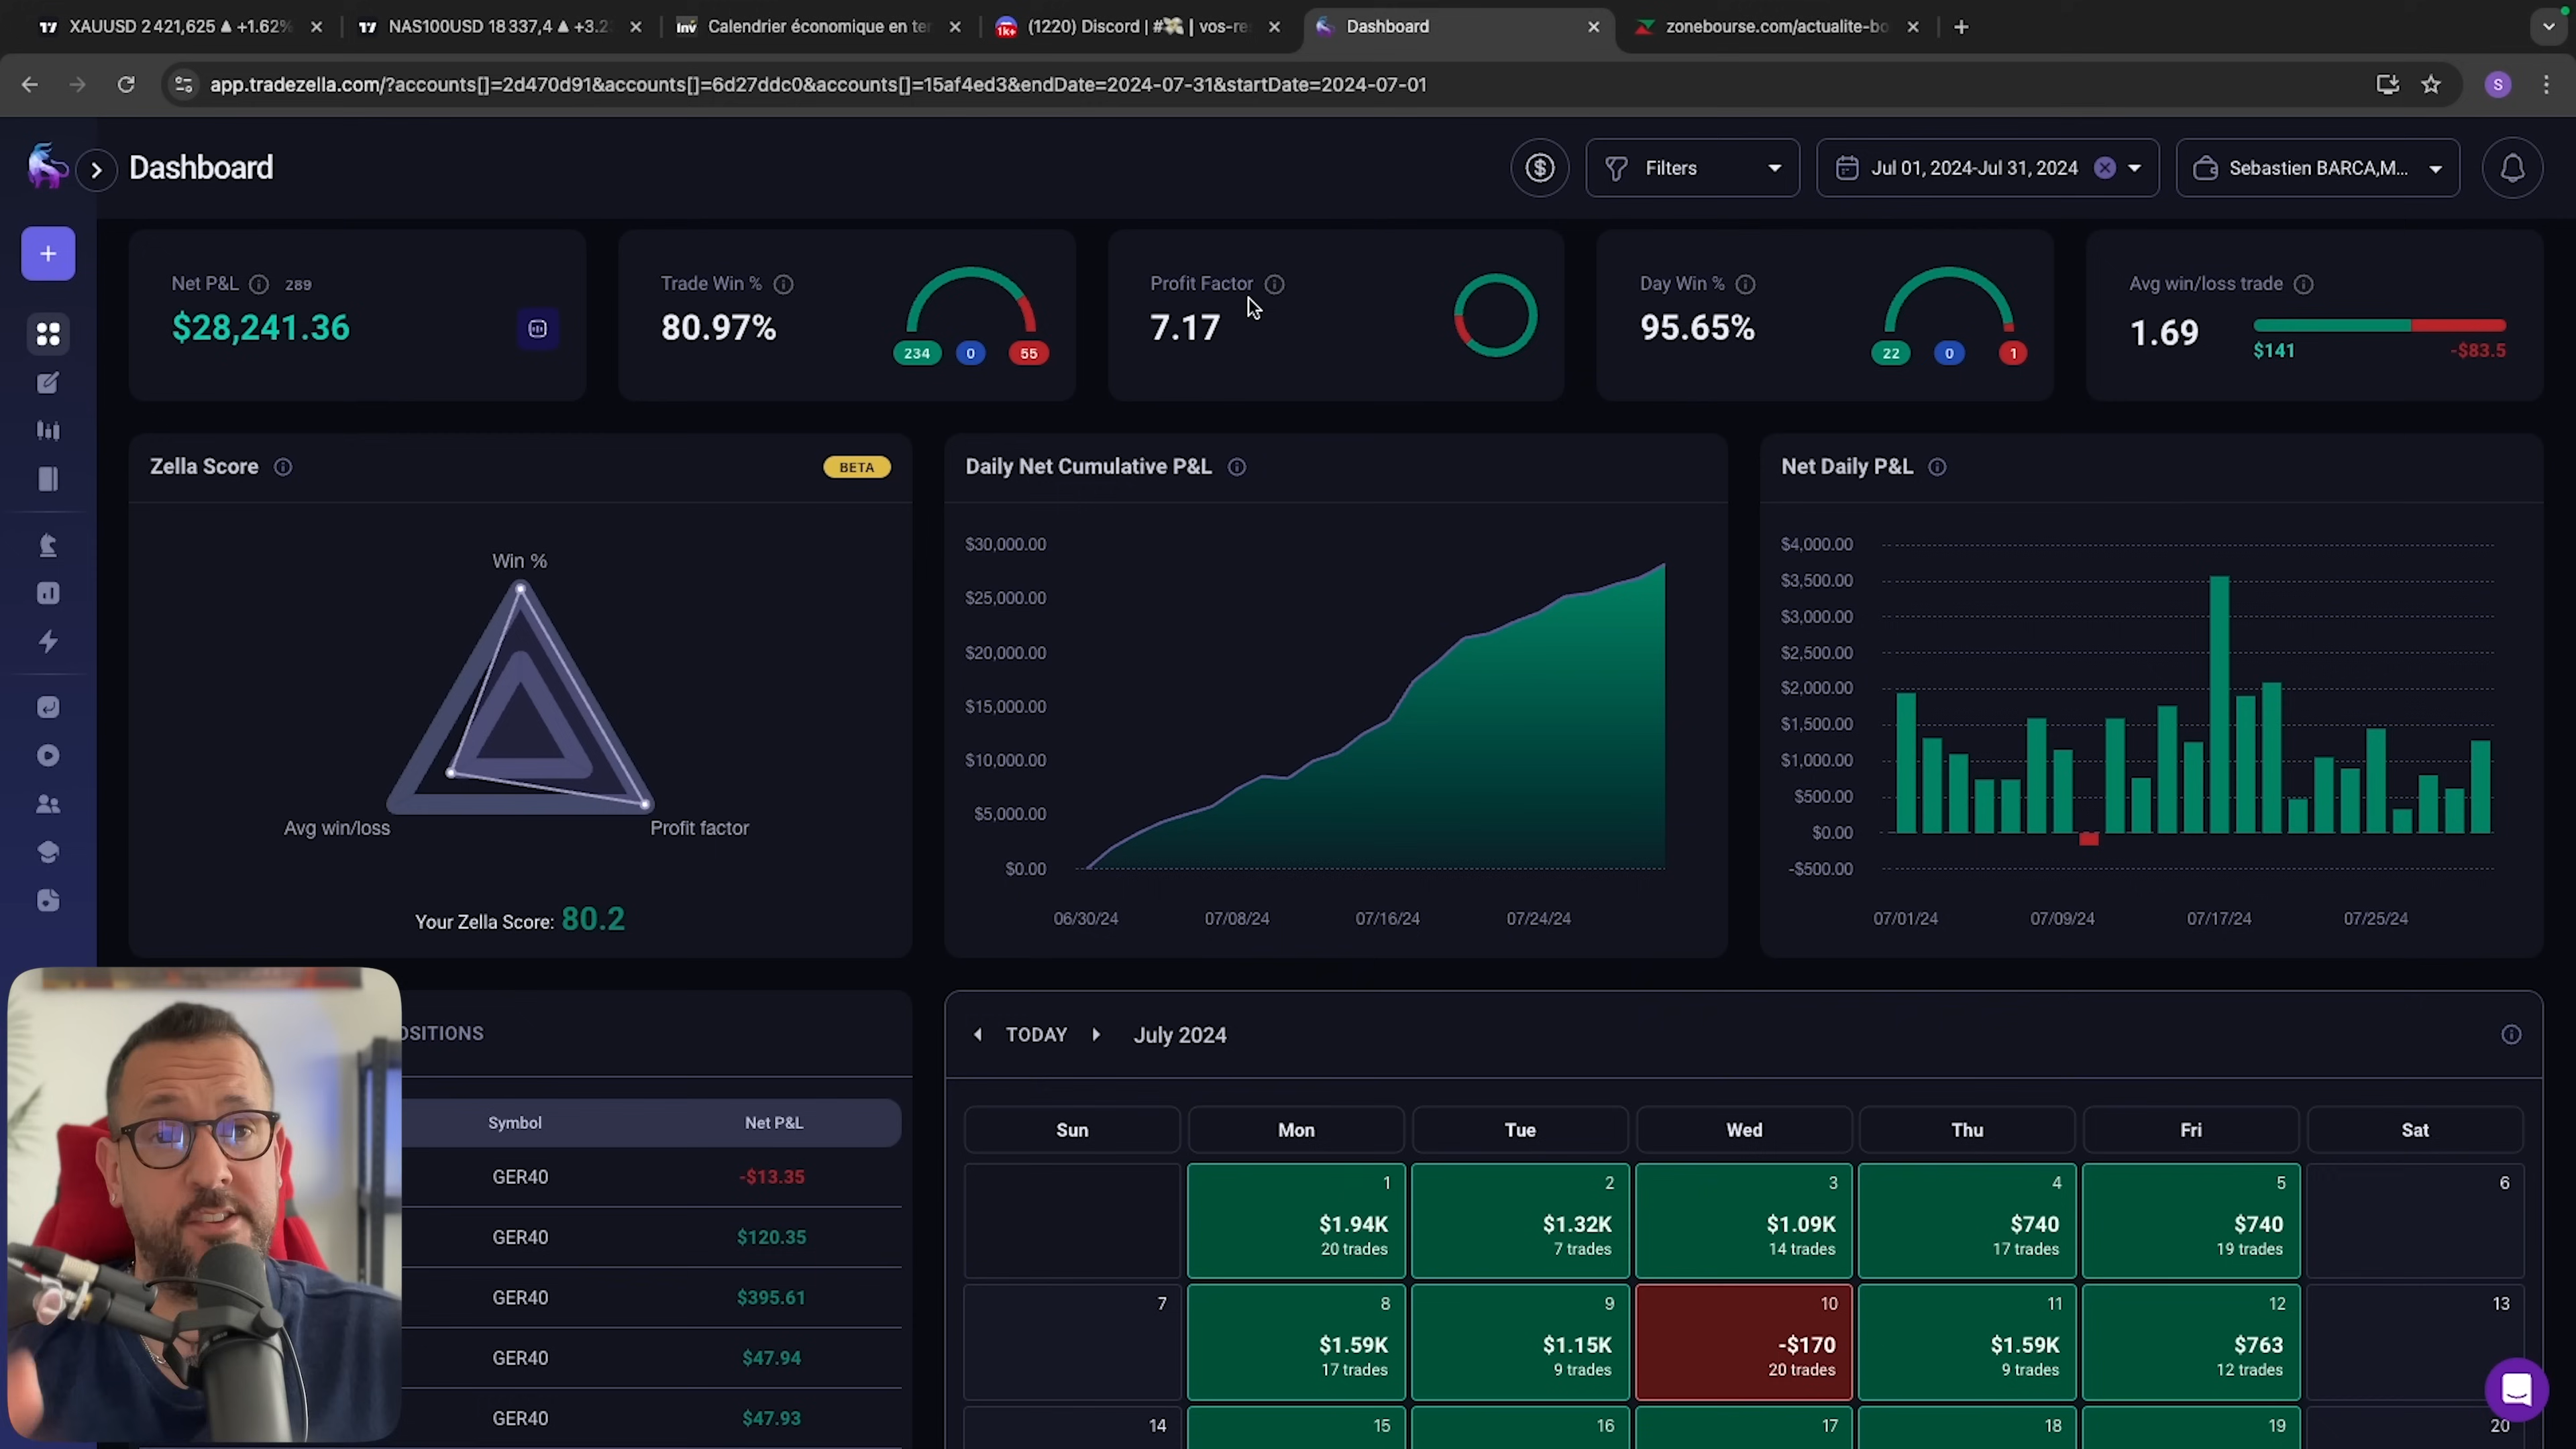 XAUUSD 2 421,625 ▲ +1.62%
NAS100USD 18 337,4 ▲ +3.2
Calendrier économique en te
(1220) Discord | #💸 | vos-re
Dashboard
zonebourse.com/actualite-bo
app.tradezella.com/?accounts[]=2d470d91&accounts[]=6d27ddc0&accounts[]=15af4ed3&endDate=2024-07-31&startDate=2024-07-01
S
Dashboard
Filters
Jul 01, 2024-Jul 31, 2024
Sebastien BARCA,M...
Net P&L 289
$28,241.36
Trade Win %
80.97%
234 0 55
Profit Factor
7.17
Day Win %
95.65%
22 0 1
Avg win/loss trade
1.69
$141 -$83.5
Zella Score
BETA
Win %
Avg win/loss
Profit factor
Your Zella Score: 80.2
Daily Net Cumulative P&L
$30,000.00
$25,000.00
$20,000.00
$15,000.00
$10,000.00
$5,000.00
$0.00
06/30/24 07/08/24 07/16/24 07/24/24
Net Daily P&L
$4,000.00
$3,500.00
$3,000.00
$2,500.00
$2,000.00
$1,500.00
$1,000.00
$500.00
$0.00
-$500.00
07/01/24 07/09/24 07/17/24 07/25/24
OSITIONS
Symbol Net P&L
GER40 -$13.35
GER40 $120.35
GER40 $395.61
GER40 $47.94
GER40 $47.93
TODAY July 2024
Sun Mon Tue Wed Thu Fri Sat
1 2 3 4 5 6
$1.94K $1.32K $1.09K $740 $740
20 trades 7 trades 14 trades 17 trades 19 trades
7 8 9 10 11 12 13
$1.59K $1.15K -$170 $1.59K $763
17 trades 9 trades 20 trades 9 trades 12 trades
14 15 16 17 18 19 20